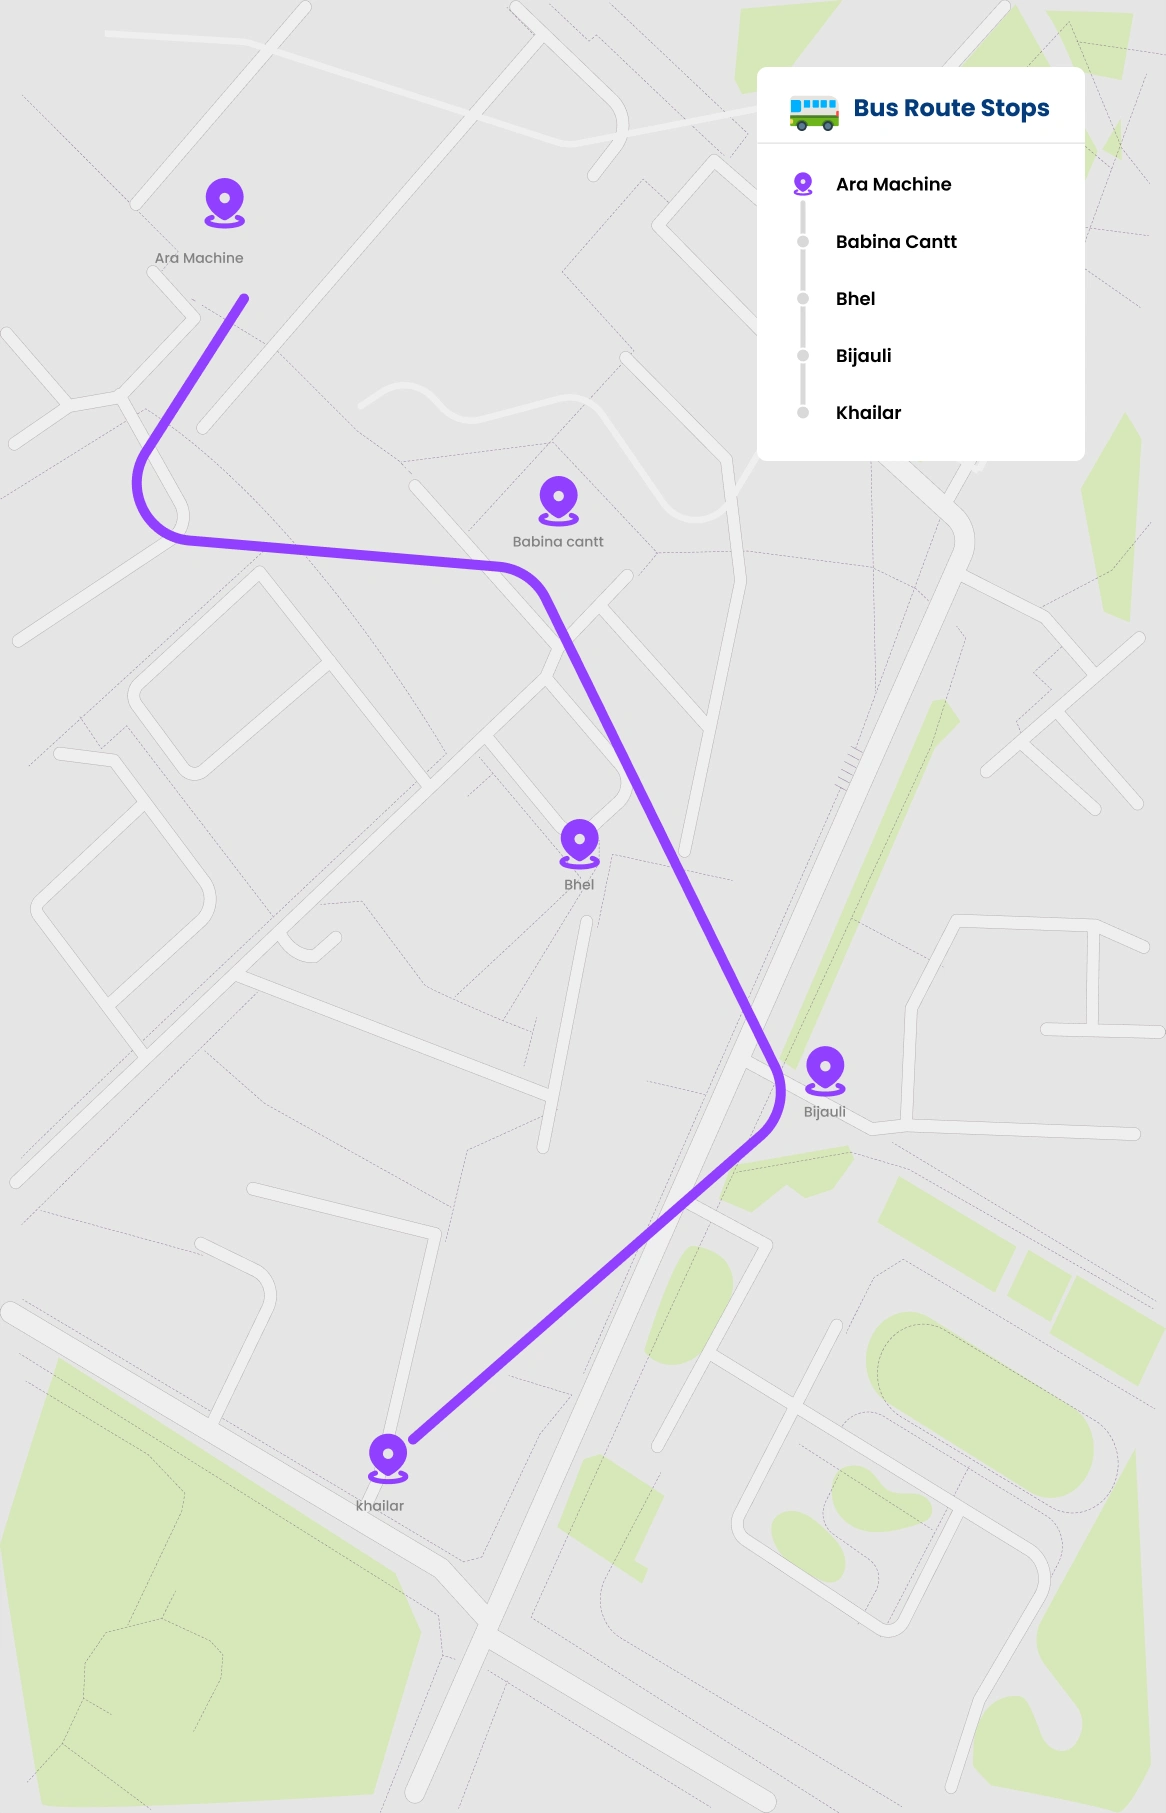 Bus Route Stops
Ara Machine
Babina Cantt
Bhel
Bijauli
Khailar
Ara Machine
Babina cantt
Bhel
Bijauli
khailar